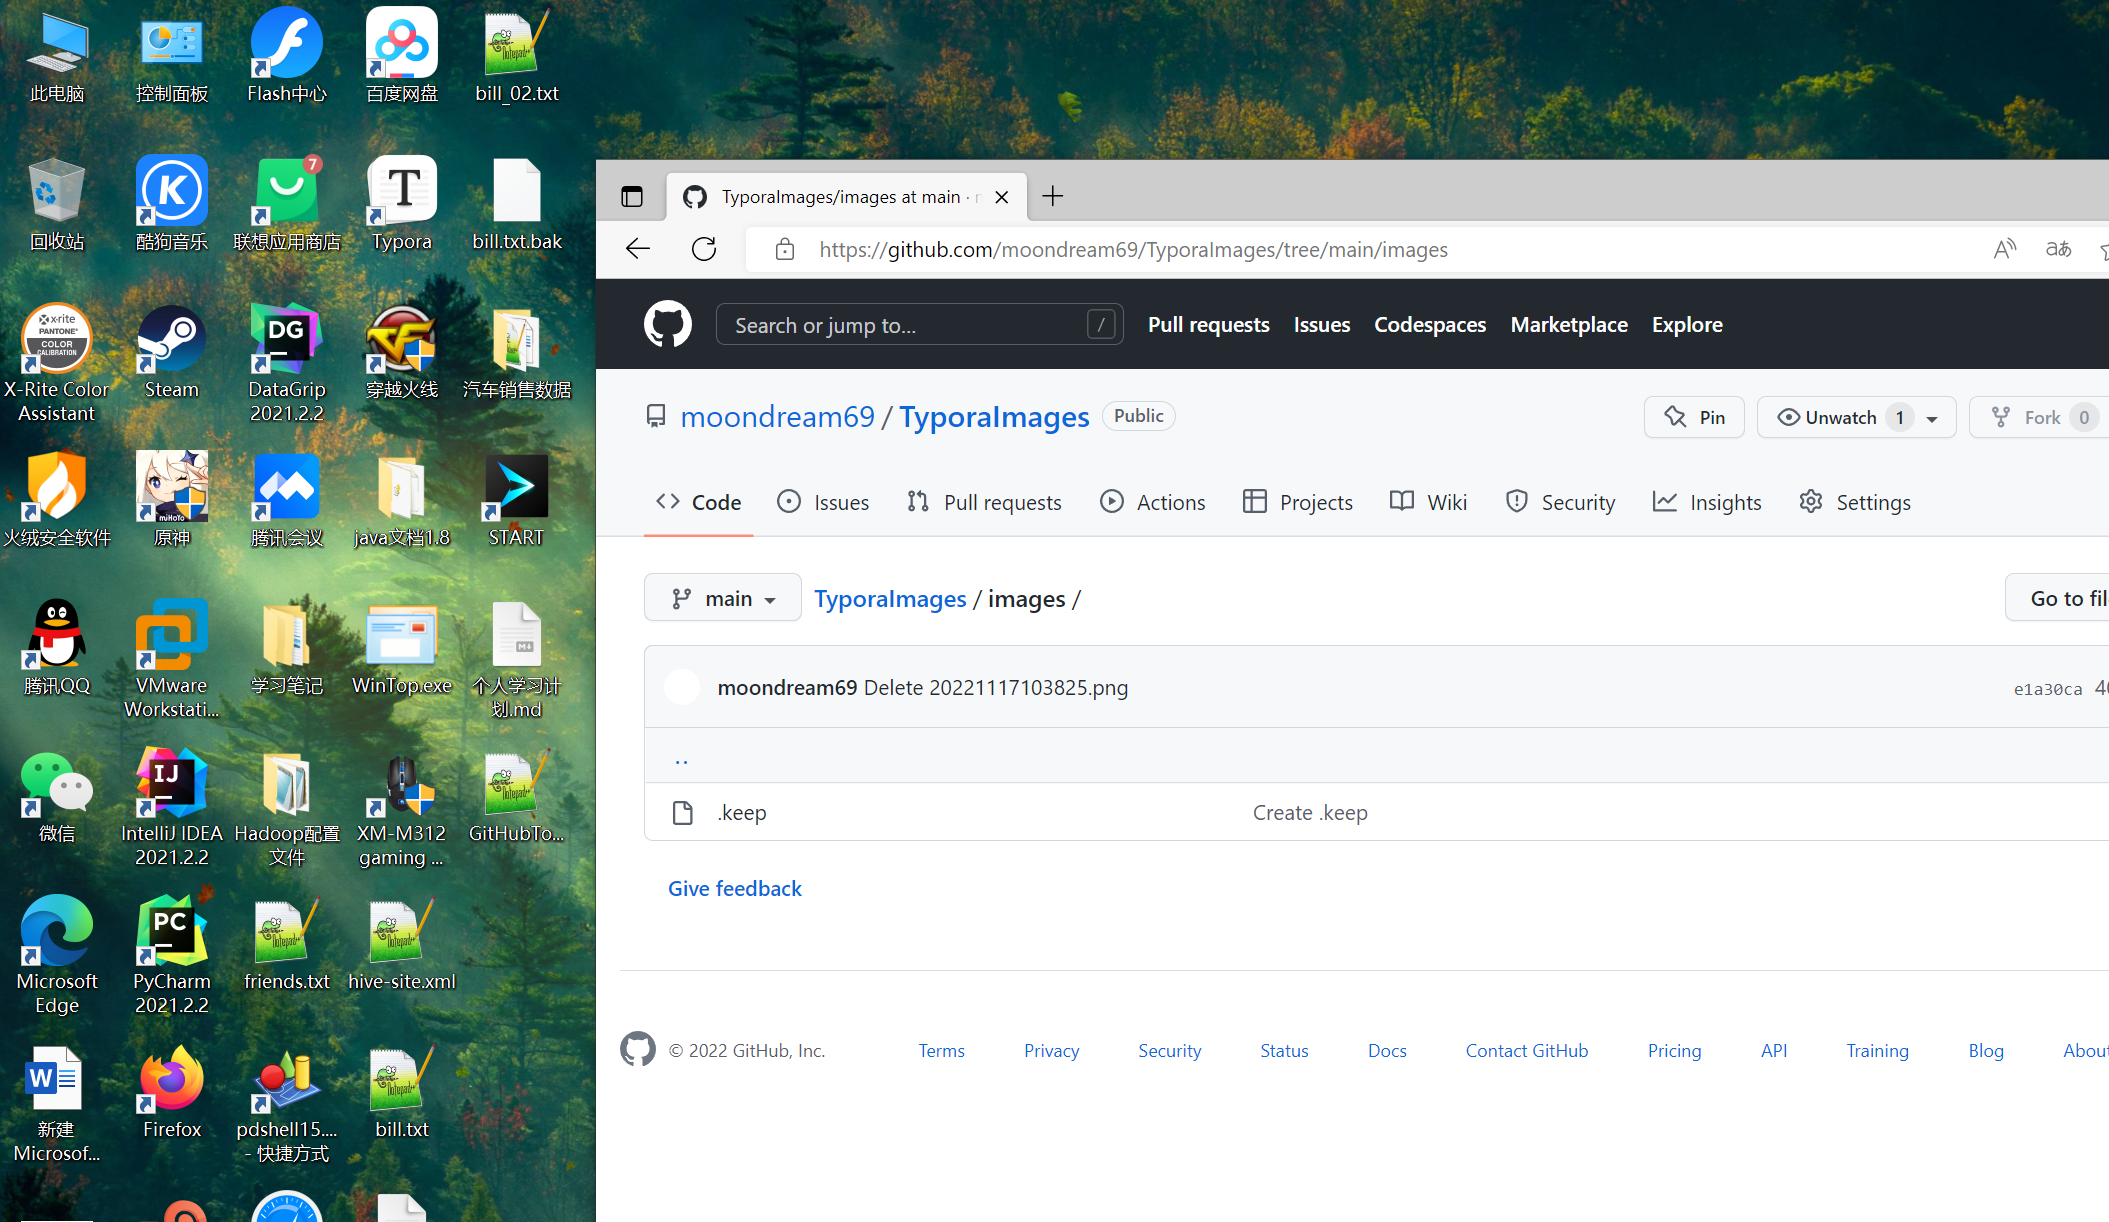 此电脑
控制面板
Flash中心
百度网盘
bill_02.txt
回收站
酷狗音乐
7
联想应用商店
Typora
bill.txt.bak
X-Rite Color
Assistant
Steam
DataGrip
2021.2.2
穿越火线
汽车销售数据
火绒安全软件
原神
腾讯会议
java文档1.8
START
腾讯QQ
VMware
Workstati...
学习笔记
WinTop.exe
个人学习计
划.md
微信
IntelliJ IDEA
2021.2.2
Hadoop配置
文件
XM-M312
gaming ...
GitHubTo...
Microsoft
Edge
PyCharm
2021.2.2
friends.txt
hive-site.xml
新建
Microsof...
Firefox
pdshell15....
- 快捷方式
bill.txt
TyporaImages/images at main ·
https://github.com/moondream69/TyporaImages/tree/main/images
Search or jump to... /
Pull requests Issues Codespaces Marketplace Explore
moondream69 / TyporaImages Public
Pin Unwatch 1 Fork 0
Code Issues Pull requests Actions Projects Wiki Security Insights Settings
main TyporaImages / images / Go to fil
moondream69 Delete 20221117103825.png e1a30ca
..
.keep Create .keep
Give feedback
© 2022 GitHub, Inc. Terms Privacy Security Status Docs Contact GitHub Pricing API Training Blog About